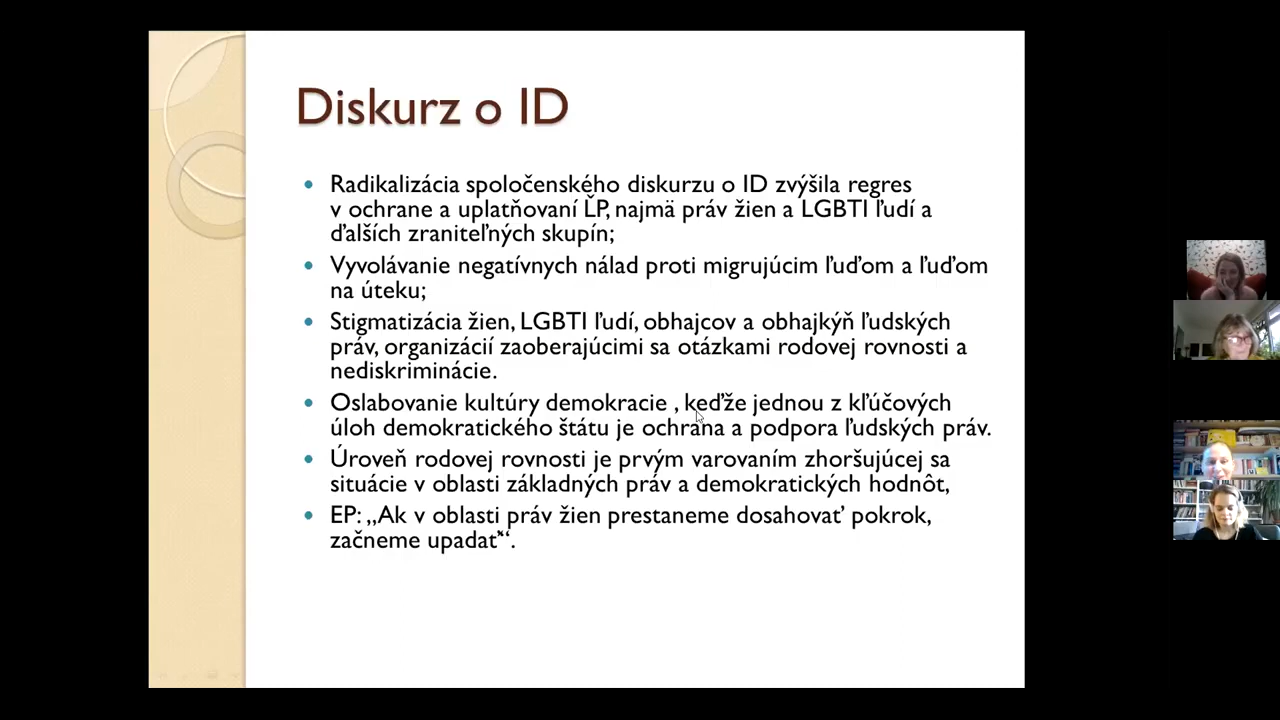 Diskurz o ID
• Radikalizácia spoločenského diskurzu o ID zvýšila regres
v ochrane a uplatňovaní ĽP, najmä práv žien a LGBTI ľudí a
ďalších zraniteľných skupín;
• Vyvolávanie negatívnych nálad proti migrujúcim ľuďom a ľuďom
na úteku;
• Stigmatizácia žien, LGBTI ľudí, obhajcov a obhajkýň ľudských
práv, organizácií zaoberajúcimi sa otázkami rodovej rovnosti a
nediskriminácie.
• Oslabovanie kultúry demokracie , keďže jednou z kľúčových
úloh demokratického štátu je ochrana a podpora ľudských práv.
• Úroveň rodovej rovnosti je prvým varovaním zhoršujúcej sa
situácie v oblasti základných práv a demokratických hodnôt,
• EP: „Ak v oblasti práv žien prestaneme dosahovať pokrok,
začneme upadať“.